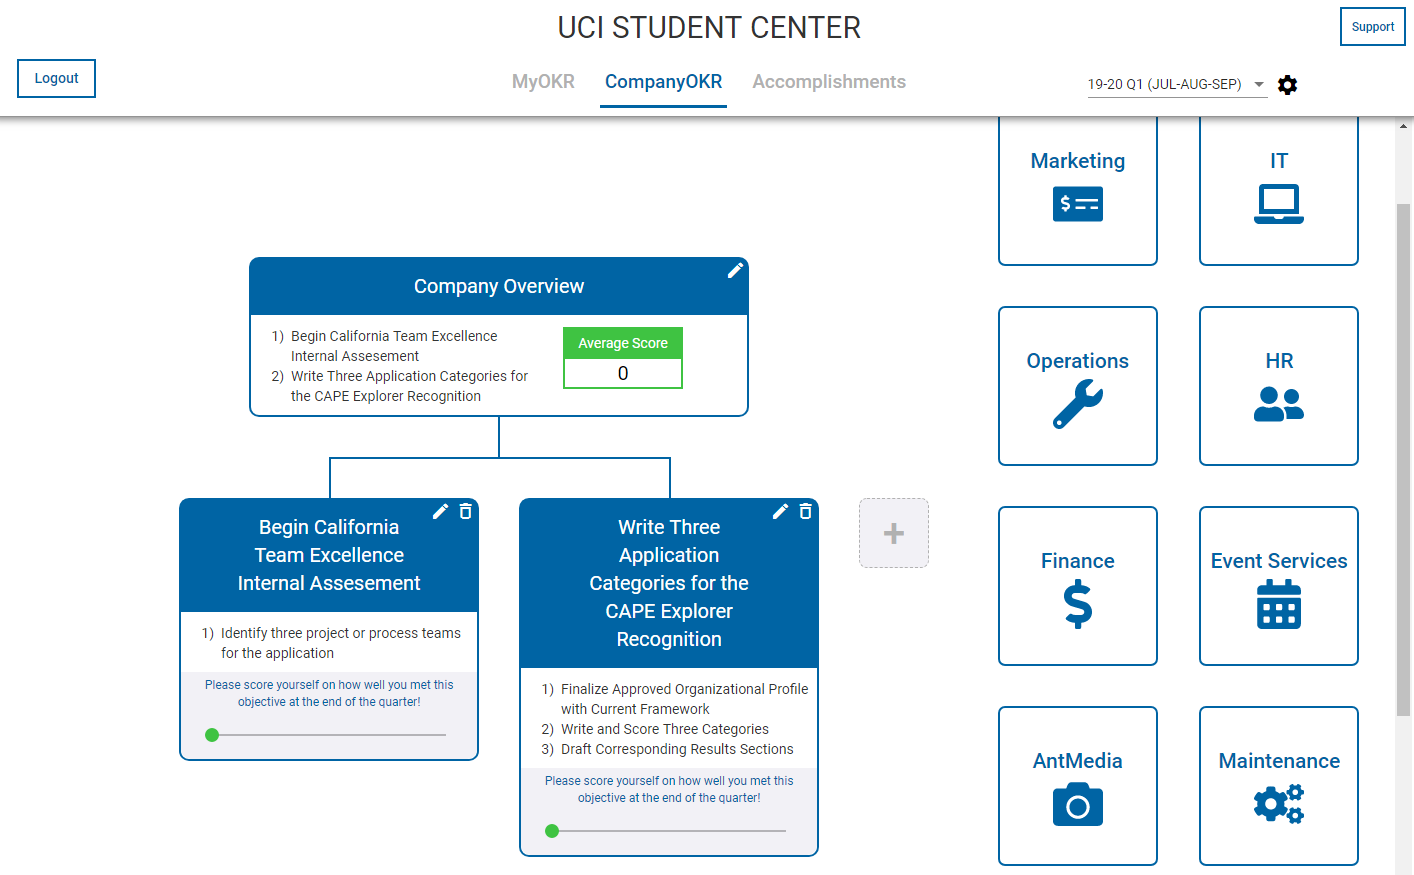 UCI STUDENT CENTER
Support
Logout
MyOKR
CompanyOKR
Accomplishments
19-20 Q1 (JUL-AUG-SEP)
Company Overview
1) Begin California Team Excellence
Internal Assesement
2) Write Three Application Categories for
the CAPE Explorer Recognition
Average Score
0
Begin California
Team Excellence
Internal Assesement
1) Identify three project or process teams
for the application
Please score yourself on how well you met this
objective at the end of the quarter!
Write Three
Application
Categories for the
CAPE Explorer
Recognition
1) Finalize Approved Organizational Profile
with Current Framework
2) Write and Score Three Categories
3) Draft Corresponding Results Sections
Please score yourself on how well you met this
objective at the end of the quarter!
+
Marketing
$
IT
Operations
HR
Finance
$
Event Services
AntMedia
Maintenance